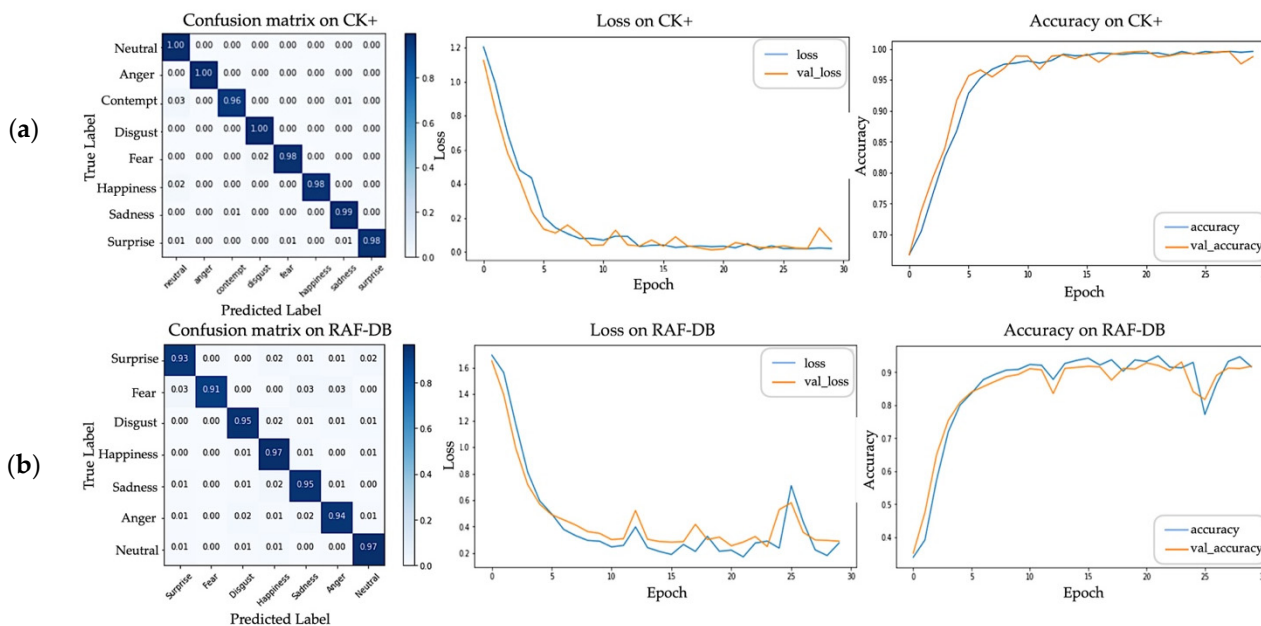 Confusion matrix on CK+
True Label
Neutral 1.00 0.00 0.00 0.00 0.00 0.00 0.00 0.00
Anger 0.00 1.00 0.00 0.00 0.00 0.00 0.00 0.00
Contempt 0.03 0.00 0.96 0.00 0.00 0.00 0.01 0.00
Disgust 0.00 0.00 0.00 1.00 0.00 0.00 0.00 0.00
Fear 0.00 0.00 0.00 0.02 0.98 0.00 0.00 0.00
Happiness 0.02 0.00 0.00 0.00 0.00 0.98 0.00 0.00
Sadness 0.00 0.00 0.01 0.00 0.00 0.00 0.99 0.00
Surprise 0.01 0.00 0.00 0.00 0.01 0.00 0.01 0.98
neutral anger contempt disgust fear happiness sadness surprise
Predicted Label
0.8
0.6
0.4
0.2
0.0
(a)
Loss on CK+
loss
val_loss
Loss
1.2
1.0
0.8
0.6
0.4
0.2
0.0
0 5 10 15 20 25 30
Epoch
Accuracy on CK+
accuracy
val_accuracy
Accuracy
1.00
0.95
0.90
0.85
0.80
0.75
0.70
0 5 10 15 20 25
Epoch
Confusion matrix on RAF-DB
True Label
Surprise 0.93 0.00 0.00 0.02 0.01 0.01 0.02
Fear 0.03 0.91 0.00 0.00 0.03 0.03 0.00
Disgust 0.00 0.00 0.95 0.02 0.01 0.01 0.01
Happiness 0.00 0.00 0.01 0.97 0.01 0.00 0.01
Sadness 0.01 0.00 0.01 0.02 0.95 0.01 0.00
Anger 0.01 0.00 0.02 0.01 0.01 0.94 0.01
Neutral 0.01 0.00 0.01 0.01 0.00 0.00 0.97
Surprise Fear Disgust Happiness Sadness Anger Neutral
Predicted Label
0.8
0.6
0.4
0.2
0.0
(b)
Loss on RAF-DB
loss
val_loss
Loss
1.6
1.4
1.2
1.0
0.8
0.6
0.4
0.2
0 5 10 15 20 25 30
Epoch
Accuracy on RAF-DB
accuracy
val_accuracy
Accuracy
0.9
0.8
0.7
0.6
0.5
0.4
0 5 10 15 20 25
Epoch